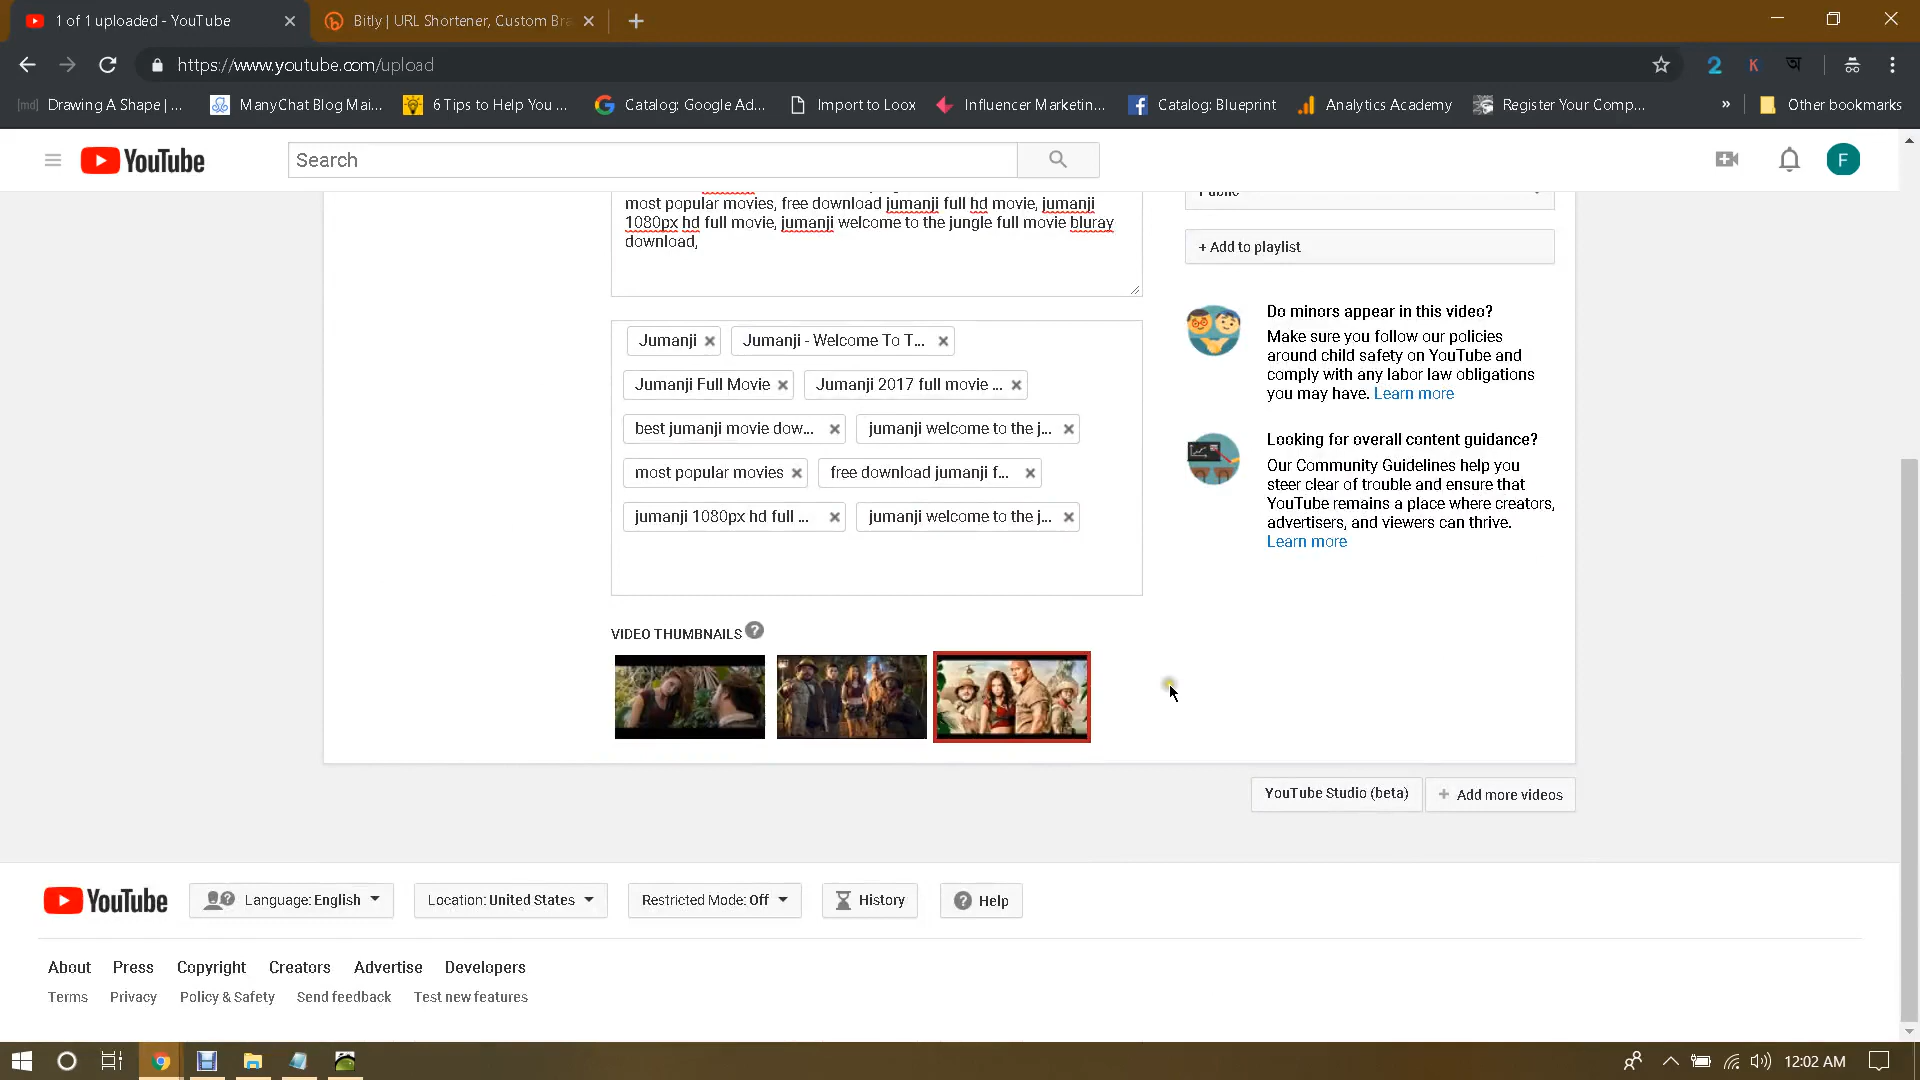 1 of 1 uploaded - YouTube
Bitly | URL Shortener, Custom Bra
https://www.youtube.com/upload
2
K
অ
[md] Drawing A Shape | ...
ManyChat Blog Mai...
6 Tips to Help You ...
Catalog: Google Ad...
Import to Loox
Influencer Marketin...
Catalog: Blueprint
Analytics Academy
Register Your Comp...
»
Other bookmarks
YouTube
Search
F
most popular movies, free download jumanji full hd movie, jumanji
1080px hd full movie, jumanji welcome to the jungle full movie bluray
download,
Public
+ Add to playlist
Do minors appear in this video?
Make sure you follow our policies
around child safety on YouTube and
comply with any labor law obligations
you may have. Learn more
Looking for overall content guidance?
Our Community Guidelines help you
steer clear of trouble and ensure that
YouTube remains a place where creators,
advertisers, and viewers can thrive.
Learn more
Jumanji
Jumanji - Welcome To T...
Jumanji Full Movie
Jumanji 2017 full movie ...
best jumanji movie dow...
jumanji welcome to the j...
most popular movies
free download jumanji f...
jumanji 1080px hd full ...
jumanji welcome to the j...
VIDEO THUMBNAILS ?
YouTube Studio (beta)
+ Add more videos
YouTube
Language: English
Location: United States
Restricted Mode: Off
History
Help
About
Press
Copyright
Creators
Advertise
Developers
Terms
Privacy
Policy & Safety
Send feedback
Test new features
12:02 AM